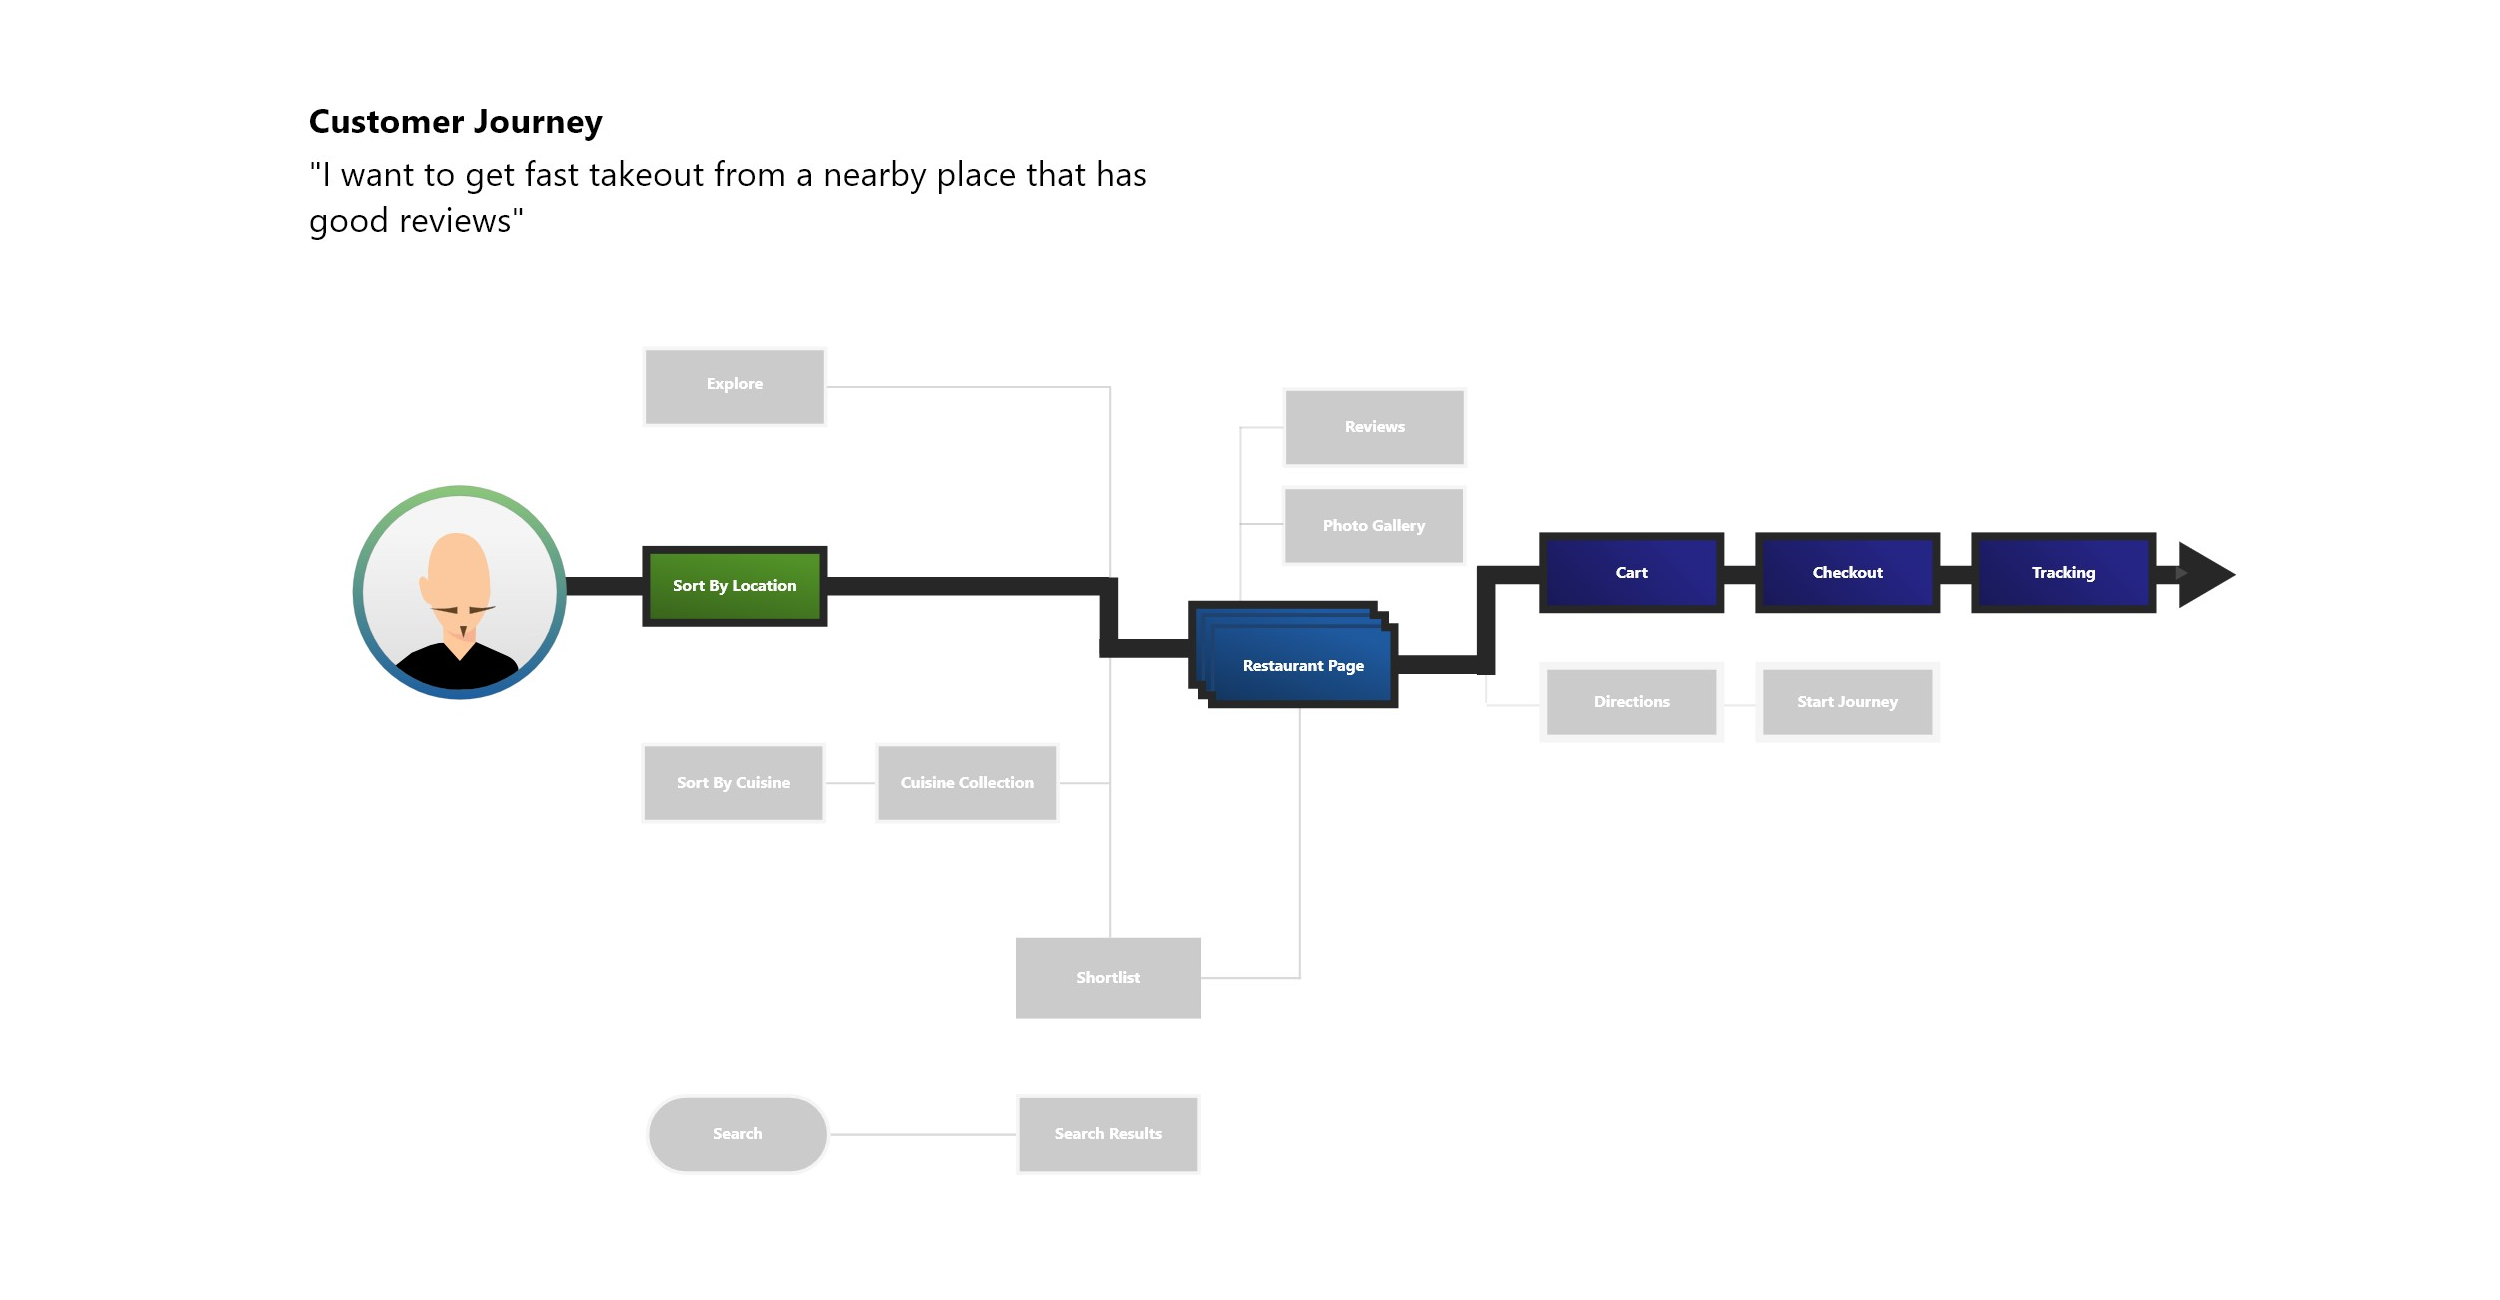 Customer Journey
"I want to get fast takeout from a nearby place that has
good reviews"
Explore
Reviews
Photo Gallery
Sort By Location
Cart
Checkout
Tracking
Restaurant Page
Directions
Start Journey
Sort By Cuisine
Cuisine Collection
Shortlist
Search
Search Results